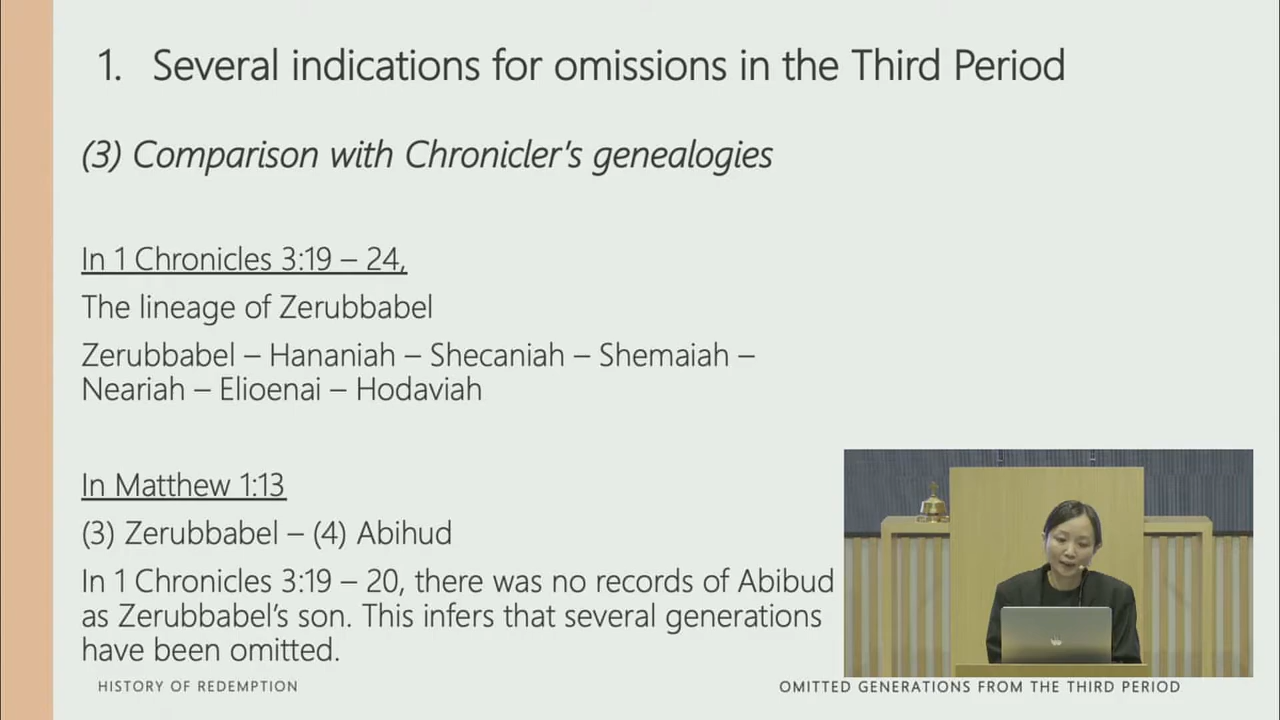 1. Several indications for omissions in the Third Period
(3) Comparison with Chronicler's genealogies
In 1 Chronicles 3:19 – 24,
The lineage of Zerubbabel
Zerubbabel – Hananiah – Shecaniah – Shemaiah –
Neariah – Elioenai – Hodaviah
In Matthew 1:13
(3) Zerubbabel – (4) Abihud
In 1 Chronicles 3:19 – 20, there was no records of Abibud
as Zerubbabel's son. This infers that several generations
have been omitted.
HISTORY OF REDEMPTION
OMITTED GENERATIONS FROM THE THIRD PERIOD